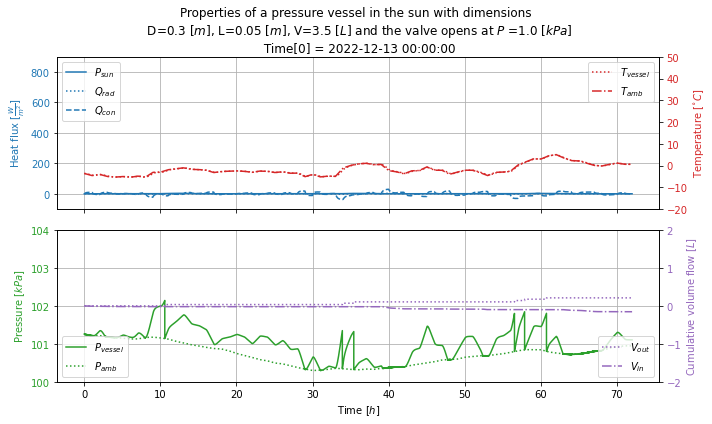 Properties of a pressure vessel in the sun with dimensions
D=0.3 [m], L=0.05 [m], V=3.5 [L] and the valve opens at P =1.0 [kPa]
Time[0] = 2022-12-13 00:00:00
Heat flux [W/m²]
800
600
400
200
0
P_sun
Q_rad
Q_con
T_vessel
T_amb
50
40
30
20
10
0
−10
−20
Temperature [°C]
Pressure [kPa]
104
103
102
101
100
P_vessel
P_amb
V_out
V_in
2
1
0
−1
−2
Cumulative volume flow [L]
0 10 20 30 40 50 60 70
Time [h]